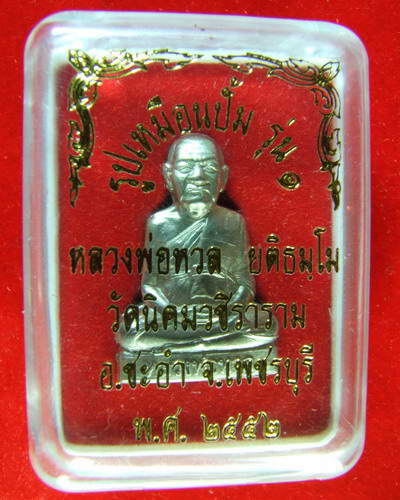 รูปเหมือนปั้ม รุ่น ๑
หลวงพ่อทวล ยติธมฺโม
วัดนิคมวชิราราม
อ.ชะอำ จ.เพชรบุรี
พ.ศ. ๒๕๕๒